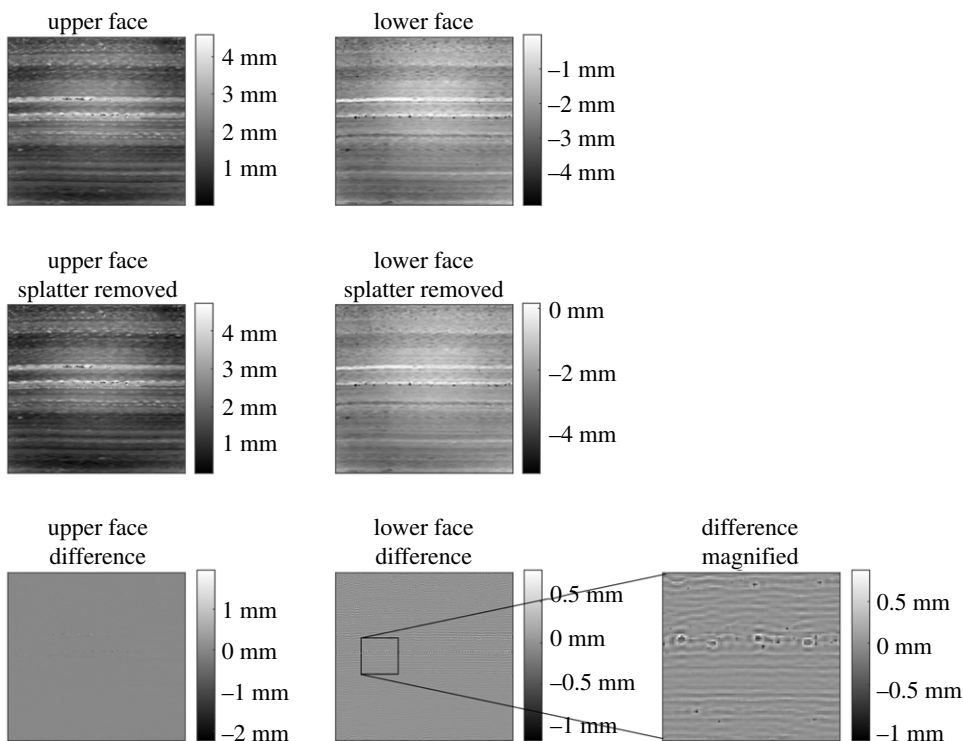 upper face
4 mm
3 mm
2 mm
1 mm
lower face
–1 mm
–2 mm
–3 mm
–4 mm
upper face
splatter removed
4 mm
3 mm
2 mm
1 mm
lower face
splatter removed
0 mm
–2 mm
–4 mm
upper face
difference
1 mm
0 mm
–1 mm
–2 mm
lower face
difference
0.5 mm
0 mm
–0.5 mm
–1 mm
difference
magnified
0.5 mm
0 mm
–0.5 mm
–1 mm